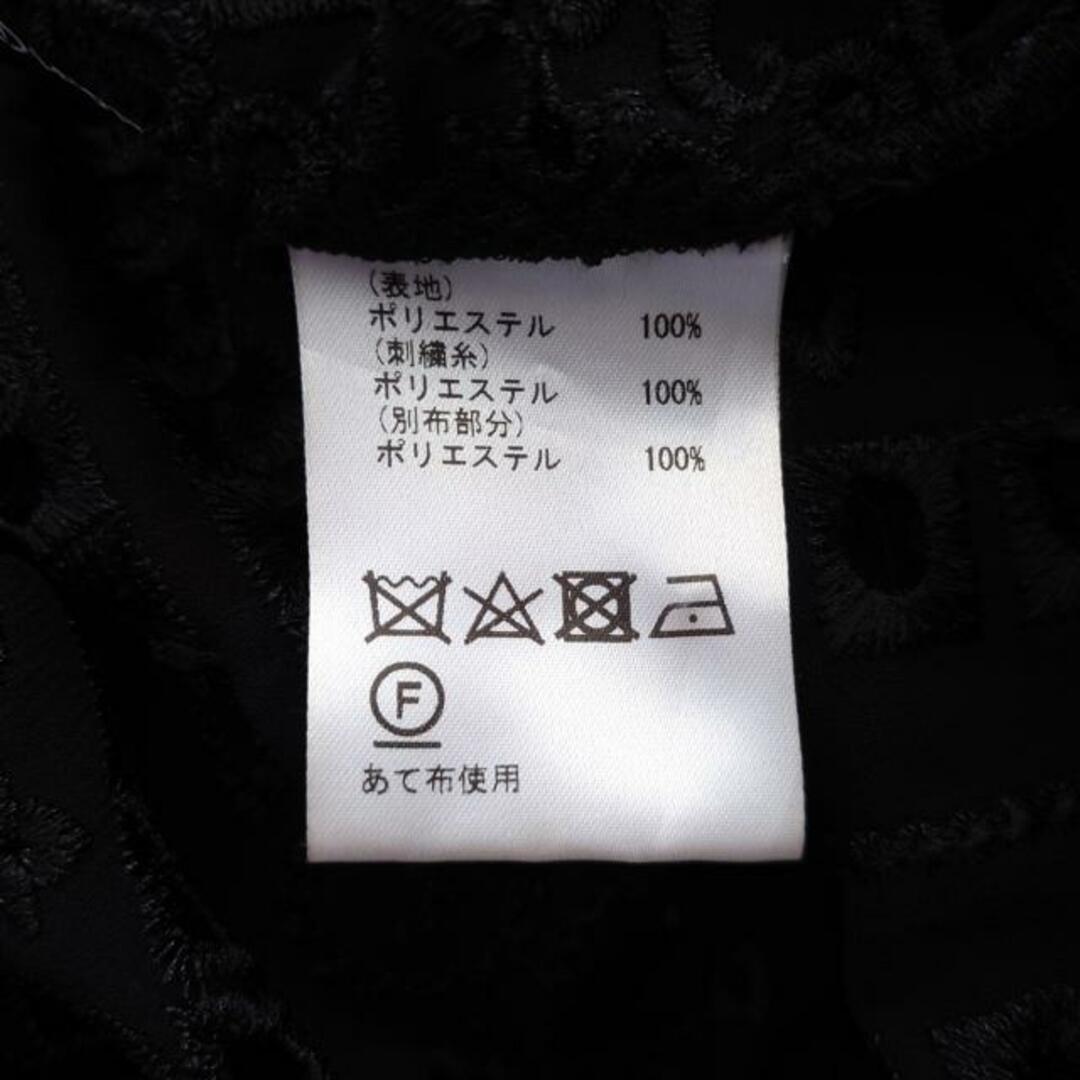 (表地)
ポリエステル 100%
(刺繍糸)
ポリエステル 100%
(別布部分)
ポリエステル 100%
F
あて布使用